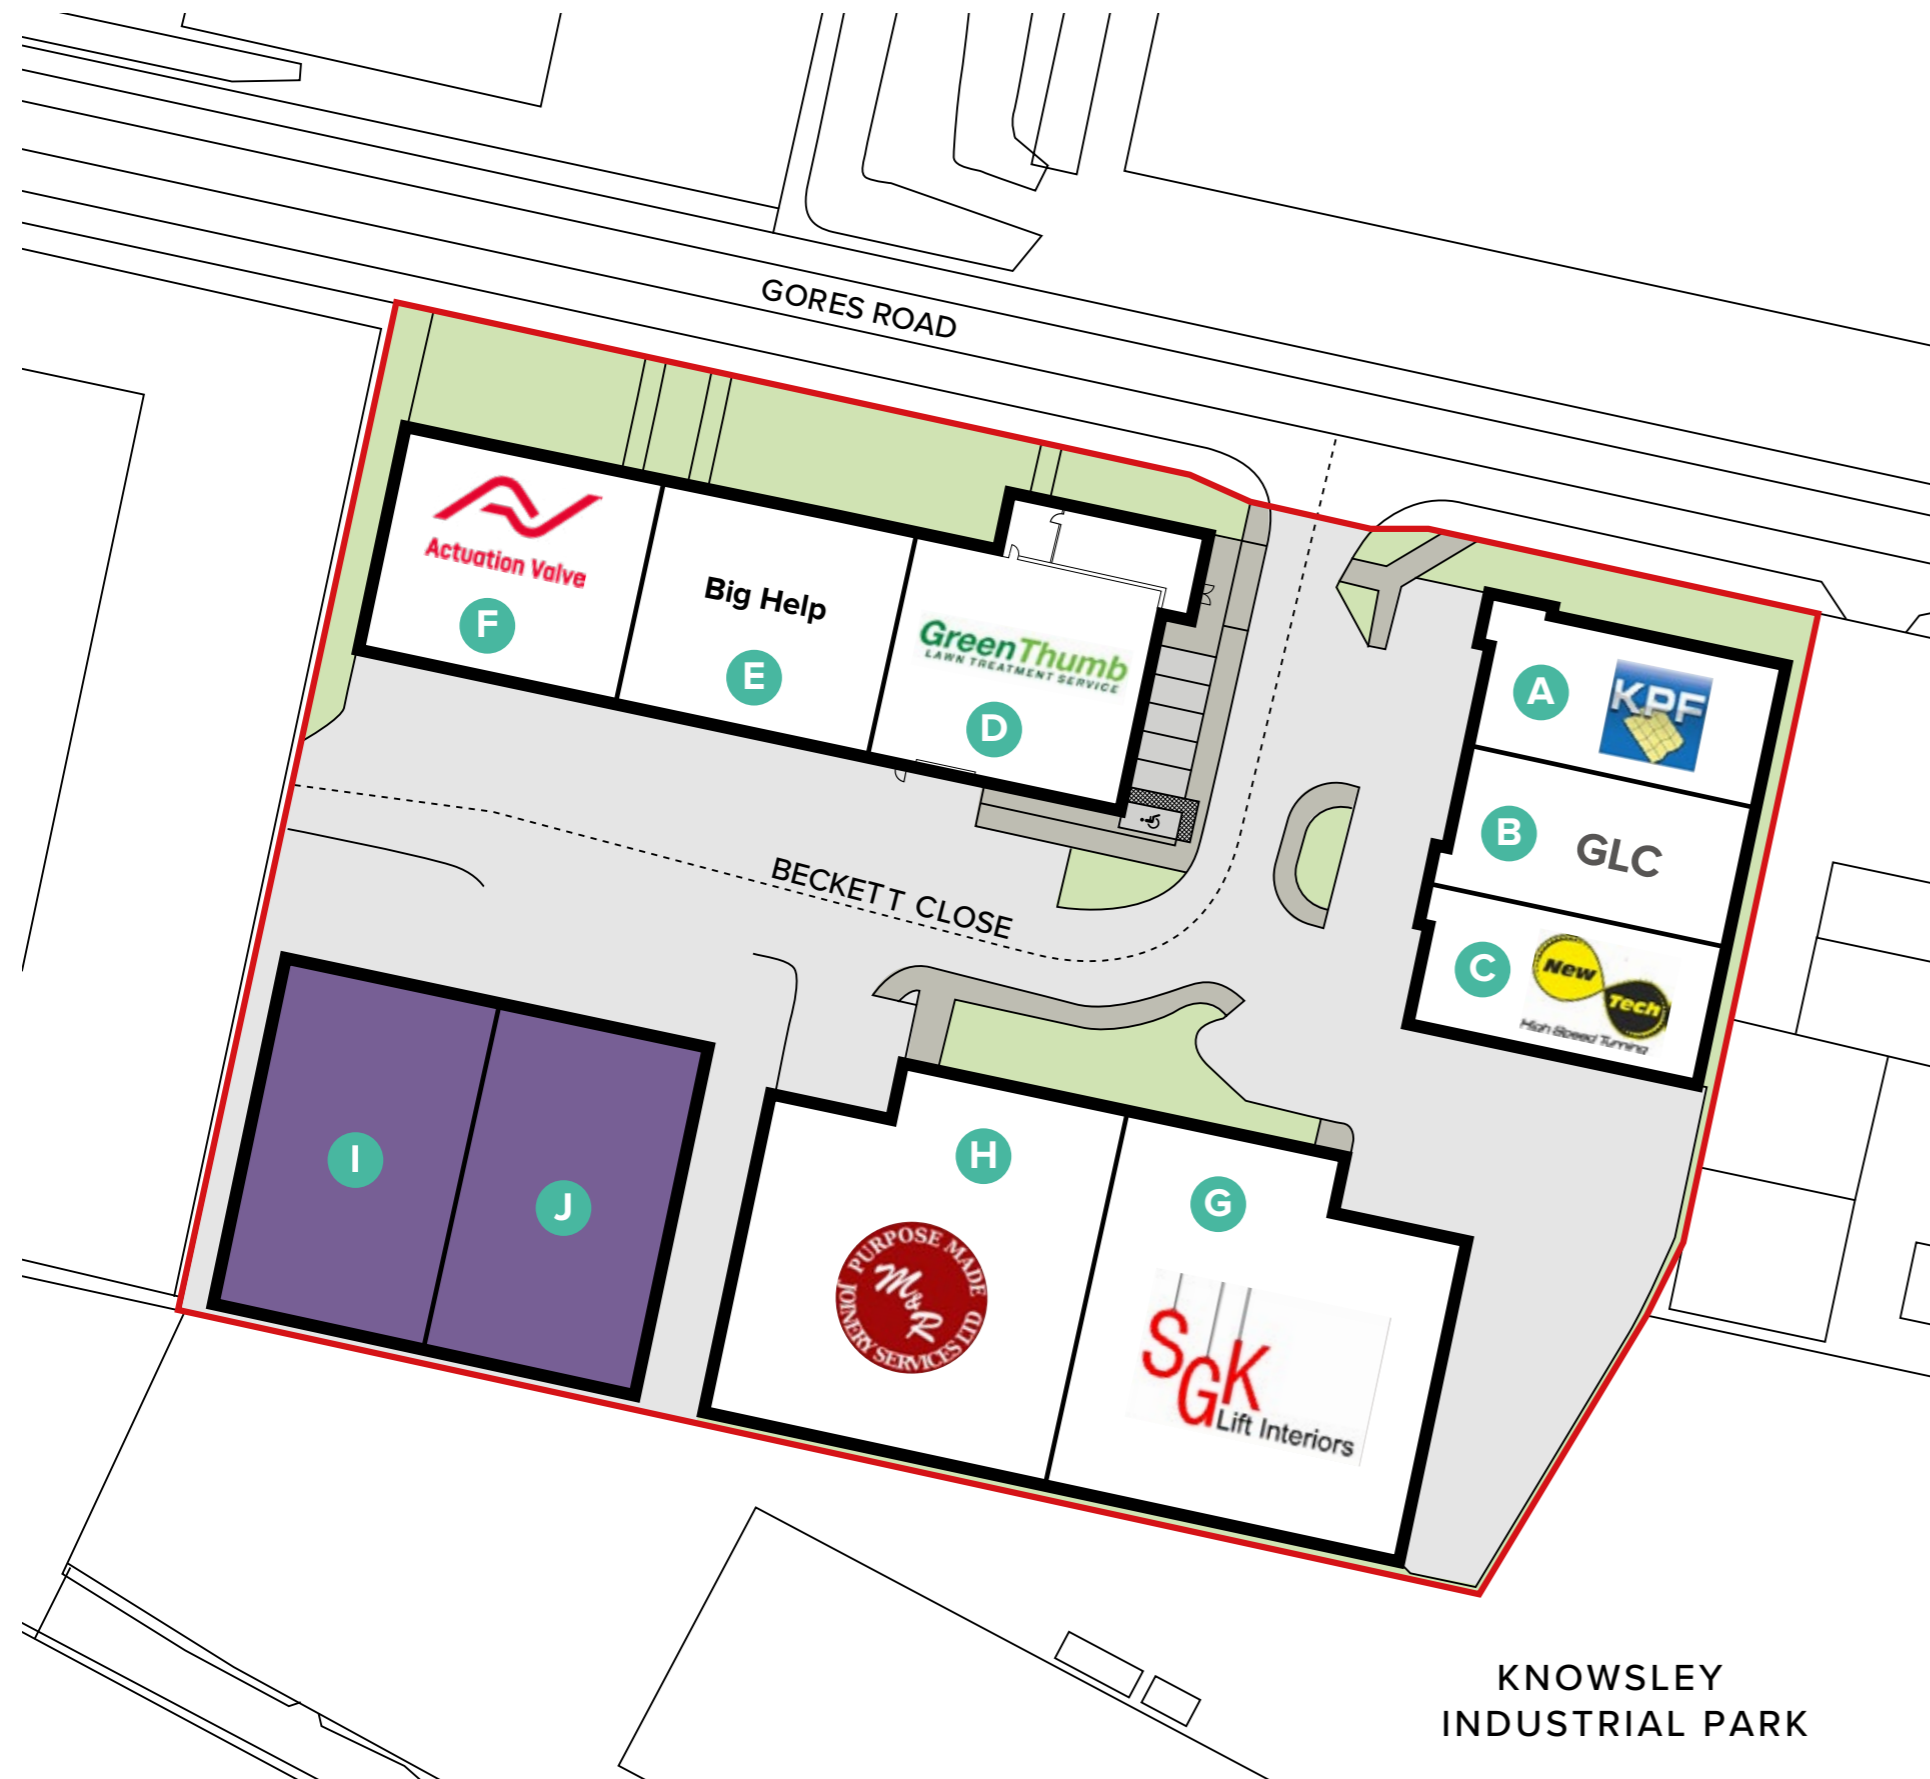 GORES ROAD
Actuation Valve
F
Big Help
E
GreenThumb
LAWN TREATMENT SERVICE
D
A
KPF
B
GLC
C
New
Tech
High Speed Turning
BECKETT CLOSE
I
J
H
PURPOSE MADE
M&R
JOINERY SERVICES LTD
G
SGK
Lift Interiors
KNOWSLEY
INDUSTRIAL PARK